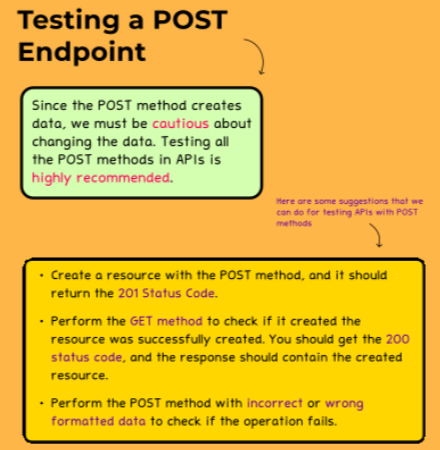 Testing a POST
Endpoint
Since the POST method creates
data, we must be cautious about
changing the data. Testing all
the POST methods in APIs is
highly recommended.
Here are some suggestions that we
can do for testing APIs with POST
methods
• Create a resource with the POST method, and it should
return the 201 Status Code.
• Perform the GET method to check if it created the
resource was successfully created. You should get the 200
status code, and the response should contain the created
resource.
• Perform the POST method with incorrect or wrong
formatted data to check if the operation fails.